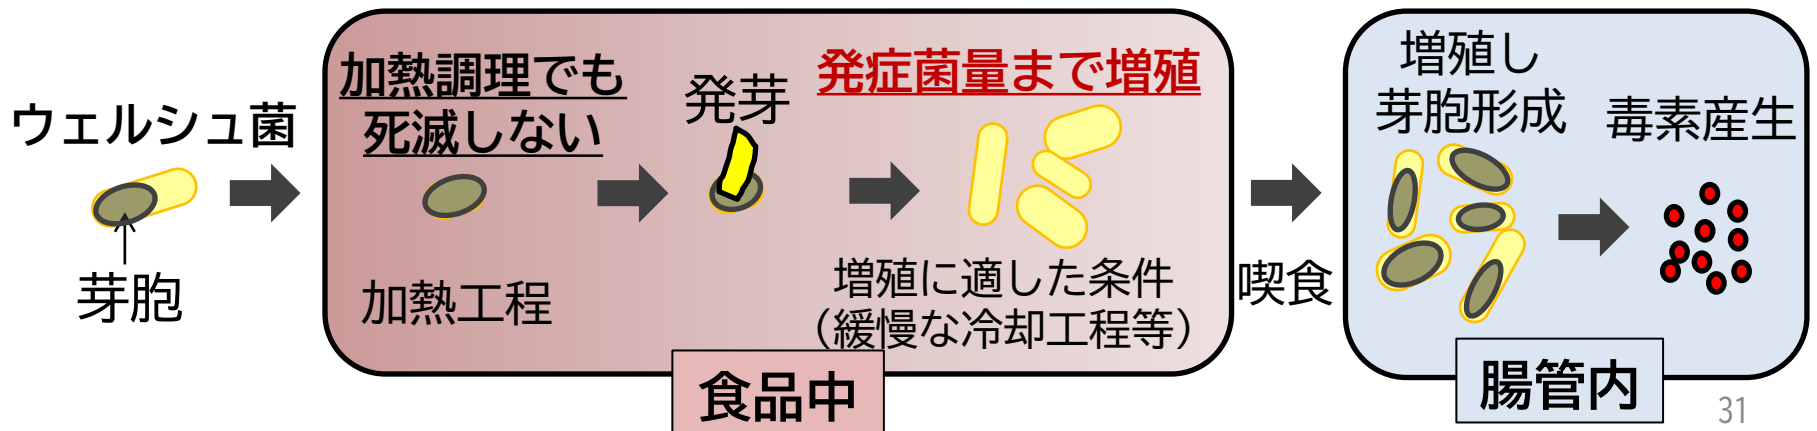 ウェルシュ菌
芽胞
加熱調理でも
死滅しない
加熱工程
発芽
発症菌量まで増殖
増殖に適した条件
（緩慢な冷却工程等）
食品中
喫食
増殖し
芽胞形成
毒素産生
腸管内
31